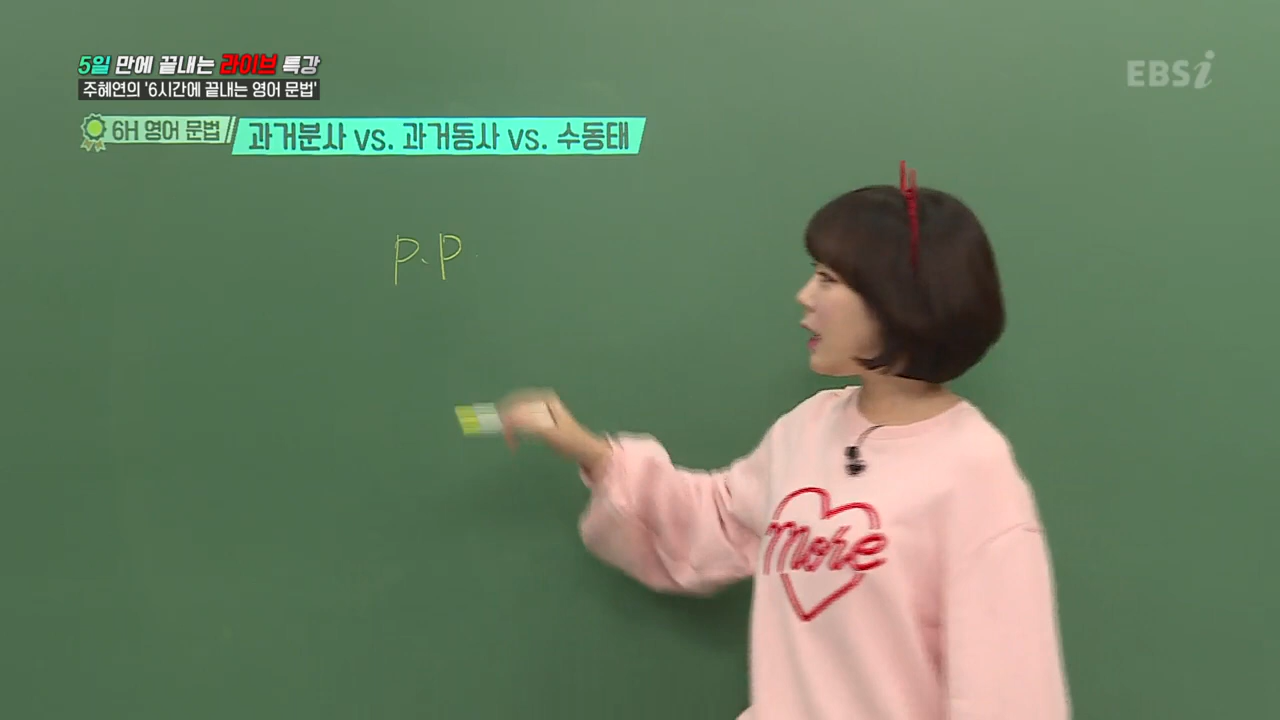 5일 만에 끝내는 라이브 특강
주혜연의 '6시간에 끝내는 영어 문법'
EBSi
6H 영어 문법 과거분사 vs. 과거동사 vs. 수동태
P.P
More